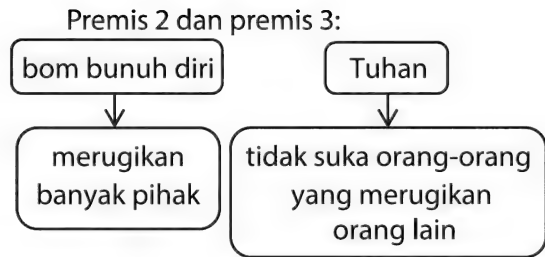 Premis 2 dan premis 3:
bom bunuh diri
merugikan
banyak pihak
Tuhan
tidak suka orang-orang
yang merugikan
orang lain